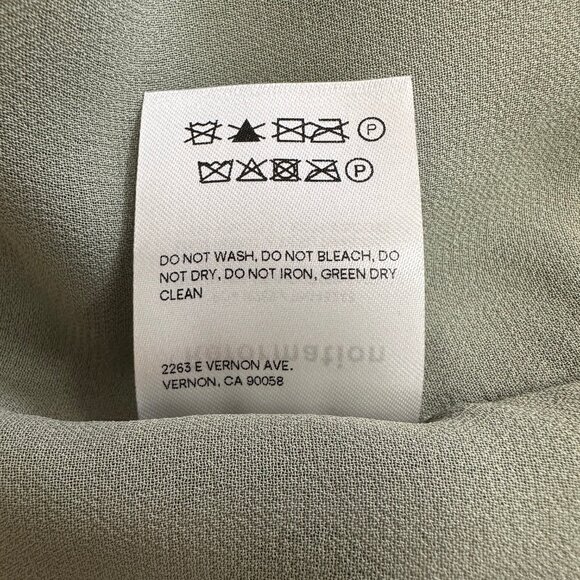 P
P
DO NOT WASH, DO NOT BLEACH, DO
NOT DRY, DO NOT IRON, GREEN DRY
CLEAN
2263 E VERNON AVE.
VERNON, CA 90058